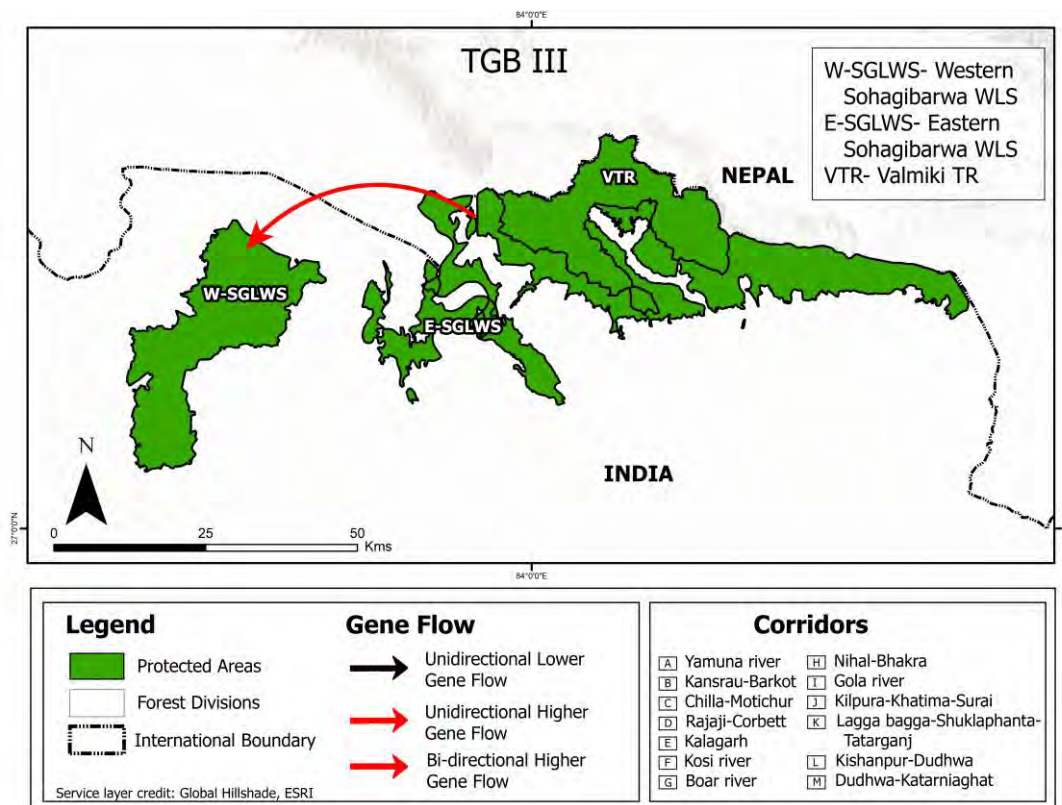 84°0'0"E
TGB III
W-SGLWS- Western
Sohagibarwa WLS
E-SGLWS- Eastern
Sohagibarwa WLS
VTR- Valmiki TR
VTR
NEPAL
W-SGLWS
E-SGLWS
INDIA
N
27°0'0"N
0 25 50
Kms
84°0'0"E
Legend
Protected Areas
Forest Divisions
International Boundary
Service layer credit: Global Hillshade, ESRI
Gene Flow
Unidirectional Lower
Gene Flow
Unidirectional Higher
Gene Flow
Bi-directional Higher
Gene Flow
Corridors
A Yamuna river
B Kansrau-Barkot
C Chilla-Motichur
D Rajaji-Corbett
E Kalagarh
F Kosi river
G Boar river
H Nihal-Bhakra
I Gola river
J Kilpura-Khatima-Surai
K Lagga bagga-Shuklaphanta-
Tatarganj
L Kishanpur-Dudhwa
M Dudhwa-Katarniaghat